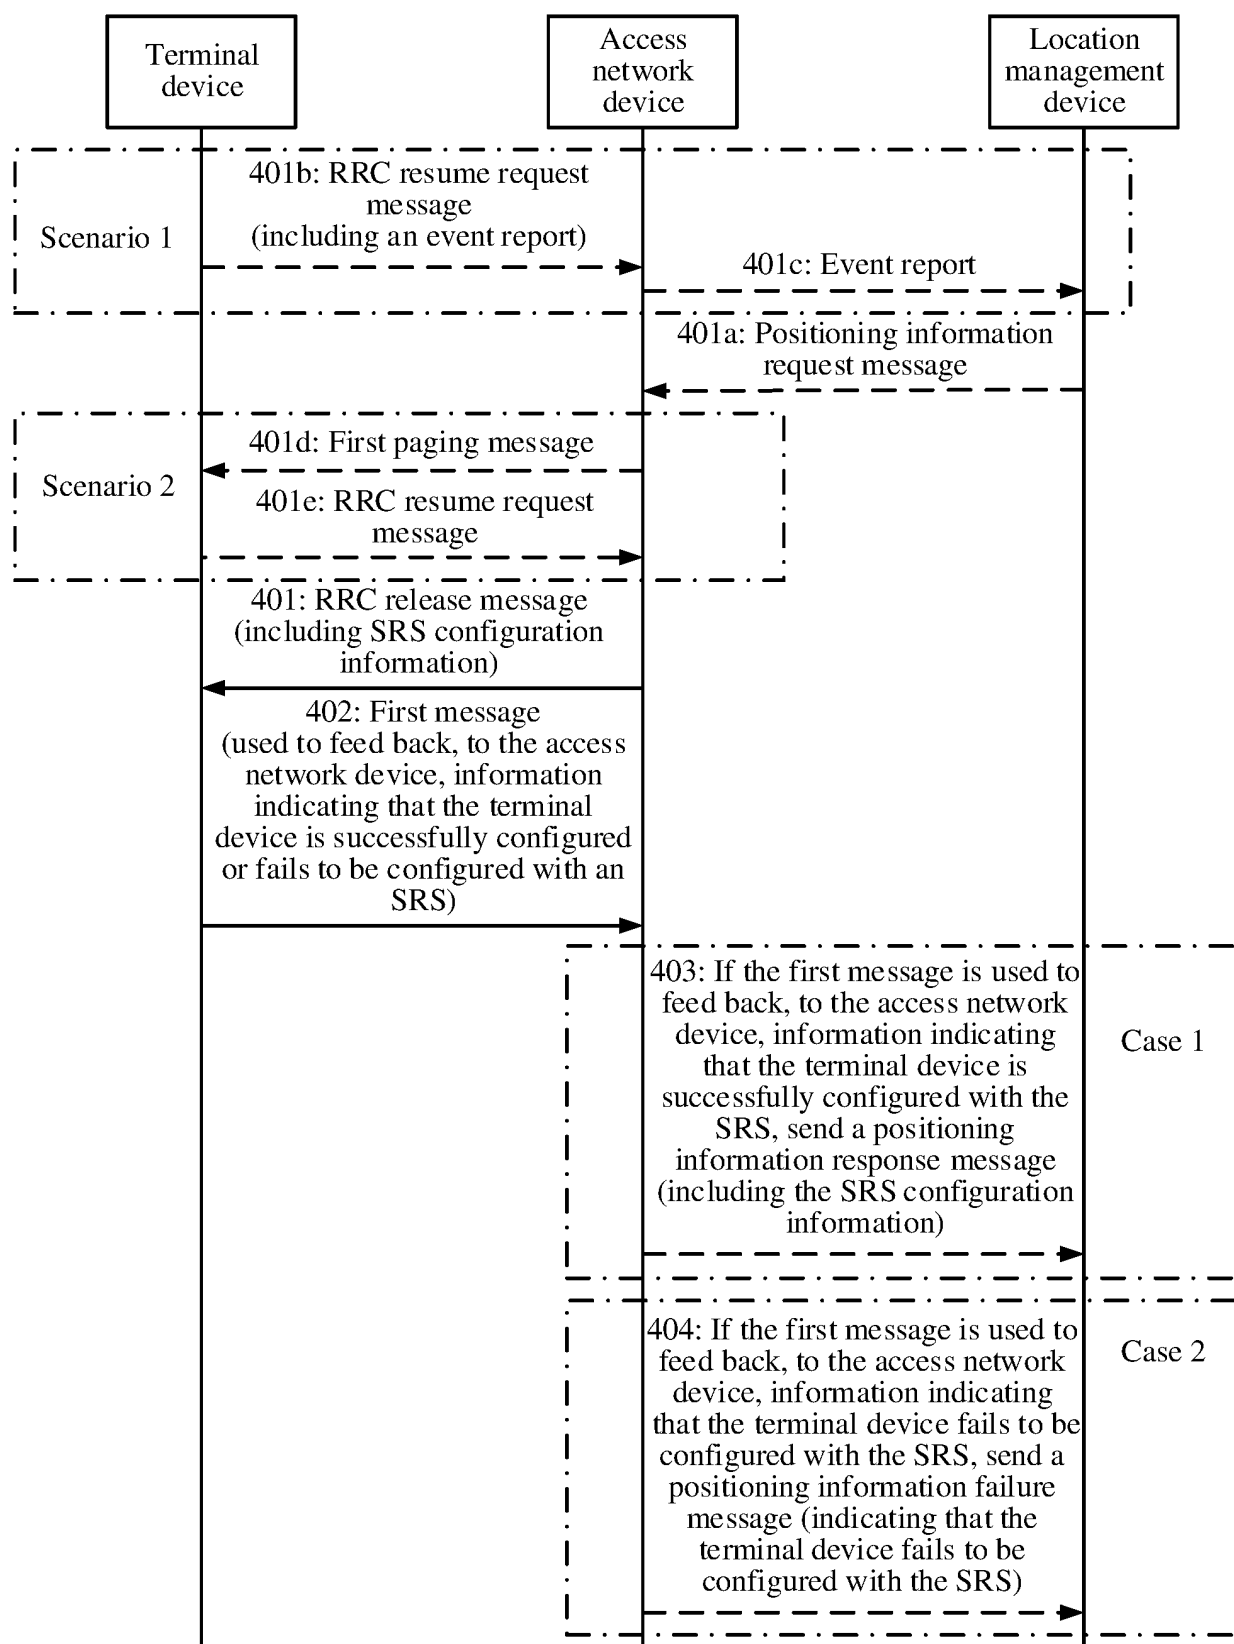 Terminal
device
Access
network
device
Location
management
device
Scenario 1
401b: RRC resume request
message
(including an event report)
401c: Event report
401a: Positioning information
request message
Scenario 2
401d: First paging message
401e: RRC resume request
message
401: RRC release message
(including SRS configuration
information)
402: First message
(used to feed back, to the access
network device, information
indicating that the terminal
device is successfully configured
or fails to be configured with an
SRS)
403: If the first message is used to
feed back, to the access network
device, information indicating
that the terminal device is
successfully configured with the
SRS, send a positioning
information response message
(including the SRS configuration
information)
Case 1
404: If the first message is used to
feed back, to the access network
device, information indicating
that the terminal device fails to be
configured with the SRS, send a
positioning information failure
message (indicating that the
terminal device fails to be
configured with the SRS)
Case 2